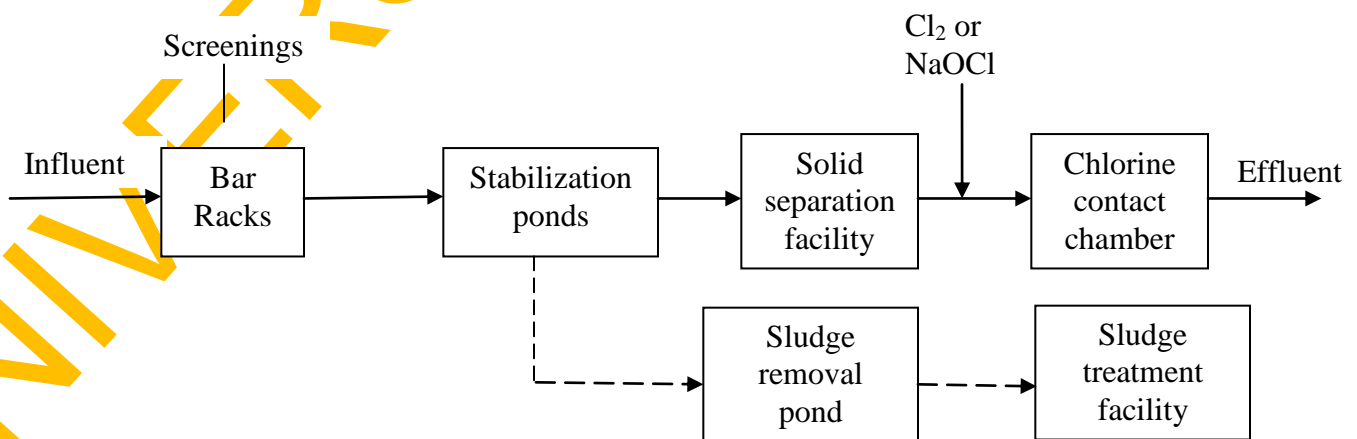 Screenings
Cl₂ or
NaOCl
Influent
Bar
Racks
Stabilization
ponds
Solid
separation
facility
Chlorine
contact
chamber
Effluent
Sludge
removal
pond
Sludge
treatment
facility